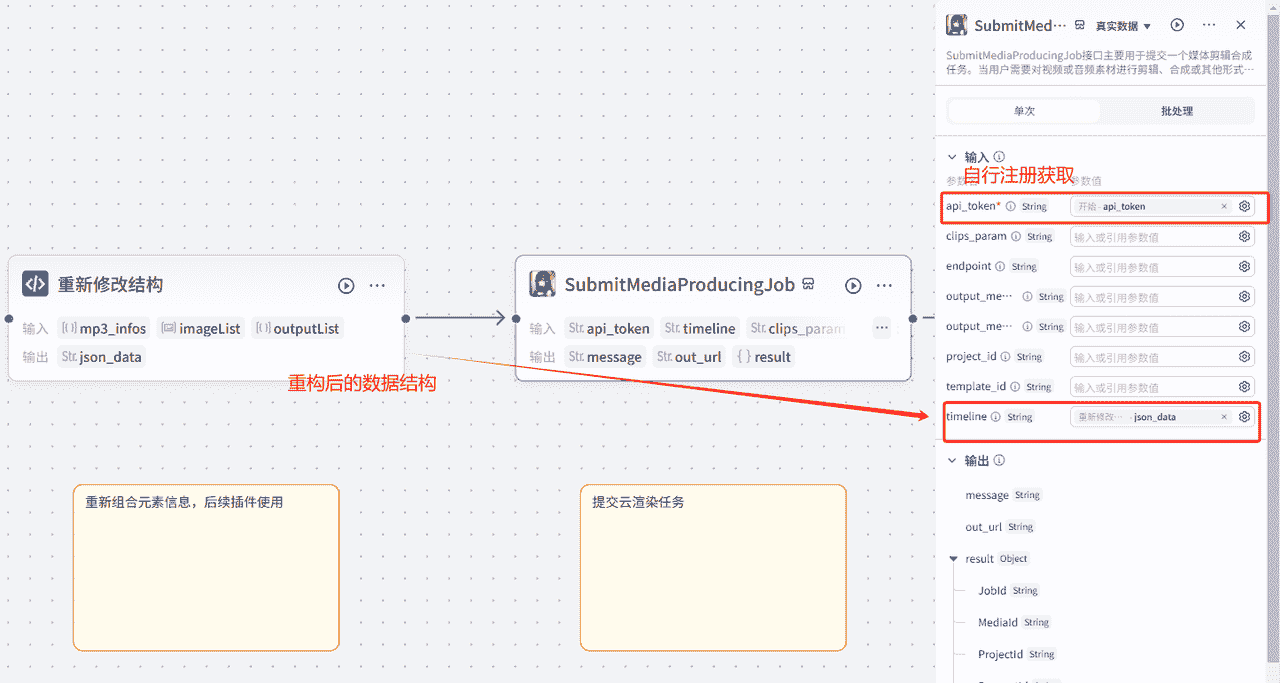 重新修改结构
输入 mp3_infos imageList outputList
输出 Str. json_data
重构后的数据结构
SubmitMediaProducingJob
输入 Str. api_token Str. timeline Str. clips_param ···
输出 Str. message Str. out_url { } result
重新组合元素信息，后续插件使用
提交云渲染任务
SubmitMed··· 真实数据
SubmitMediaProducingJob接口主要用于提交一个媒体剪辑合成
任务。当用户需要对视频或音频素材进行剪辑、合成或其他形式···
单次 批处理
输入
自行注册获取
参数值
api_token* String 开始 - api_token
clips_param String 输入或引用参数值
endpoint String 输入或引用参数值
output_me··· String 输入或引用参数值
output_me··· String 输入或引用参数值
project_id String 输入或引用参数值
template_id String 输入或引用参数值
timeline String 重新修改··· - json_data
输出
message String
out_url String
result Object
JobId String
MediaId String
ProjectId String